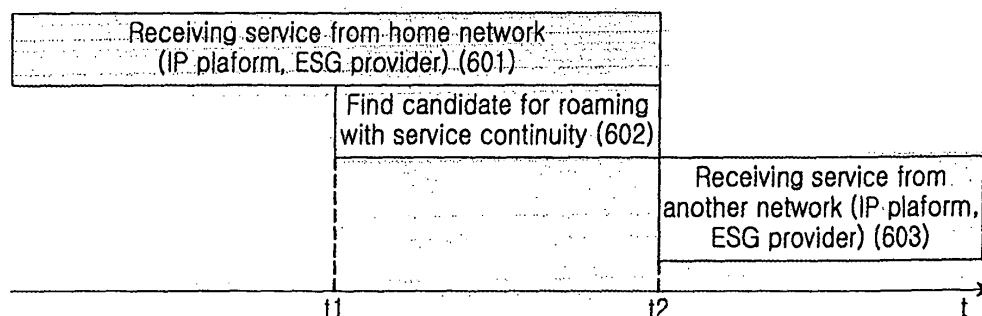 Receiving service from home network
(IP plaform, ESG provider) (601)
Find candidate for roaming
with service continuity (602)
Receiving service from
another network (IP plaform,
ESG provider) (603)
t1
t2
t